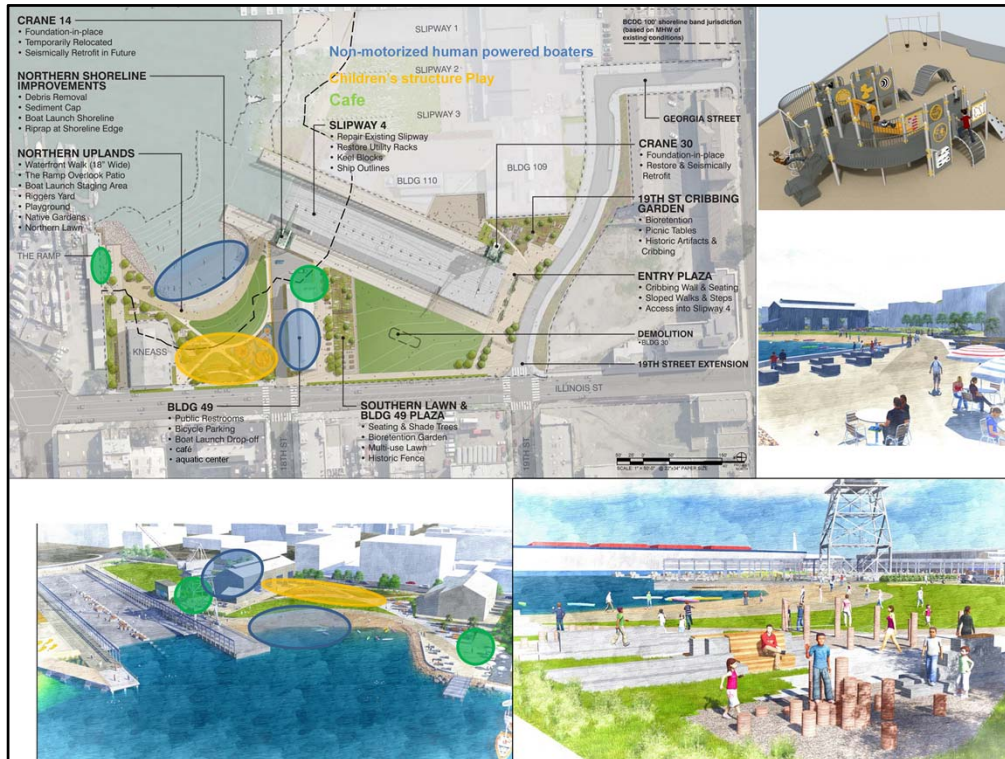 CRANE 14
• Foundation-in-place
• Temporarily Relocated
• Seismically Retrofit in Future
NORTHERN SHORELINE
IMPROVEMENTS
• Debris Removal
• Sediment Cap
• Boat Launch Shoreline
• Riprap at Shoreline Edge
NORTHERN UPLANDS
• Waterfront Walk (18" Wide)
• The Ramp Overlook Patio
• Boat Launch Staging Area
• Riggers Yard
• Playground
• Native Gardens
• Northern Lawn
THE RAMP
KNEASS
SLIPWAY 1
Non-motorized human powered boaters
SLIPWAY 2
Children's structure Play
Cafe
SLIPWAY 3
SLIPWAY 4
• Repair Existing Slipway
• Restore Utility Racks
• Keel Blocks
• Ship Outlines
BLDG 110
BLDG 109
BCDC 100' shoreline band jurisdiction
(based on MHW of
existing conditions)
GEORGIA STREET
CRANE 30
• Foundation-in-place
• Restore & Seismically
Retrofit
19TH ST CRIBBING
GARDEN
• Bioretention
• Picnic Tables
• Historic Artifacts &
Cribbing
ENTRY PLAZA
• Cribbing Wall & Seating
• Sloped Walks & Steps
• Access into Slipway 4
DEMOLITION
• BLDG 30
19TH STREET EXTENSION
ILLINOIS ST
BLDG 49
• Public Restrooms
• Bicycle Parking
• Boat Launch Drop-off
• café
• aquatic center
18TH ST
SOUTHERN LAWN &
BLDG 49 PLAZA
• Seating & Shade Trees
• Bioretention Garden
• Multi-use Lawn
• Historic Fence
19TH ST